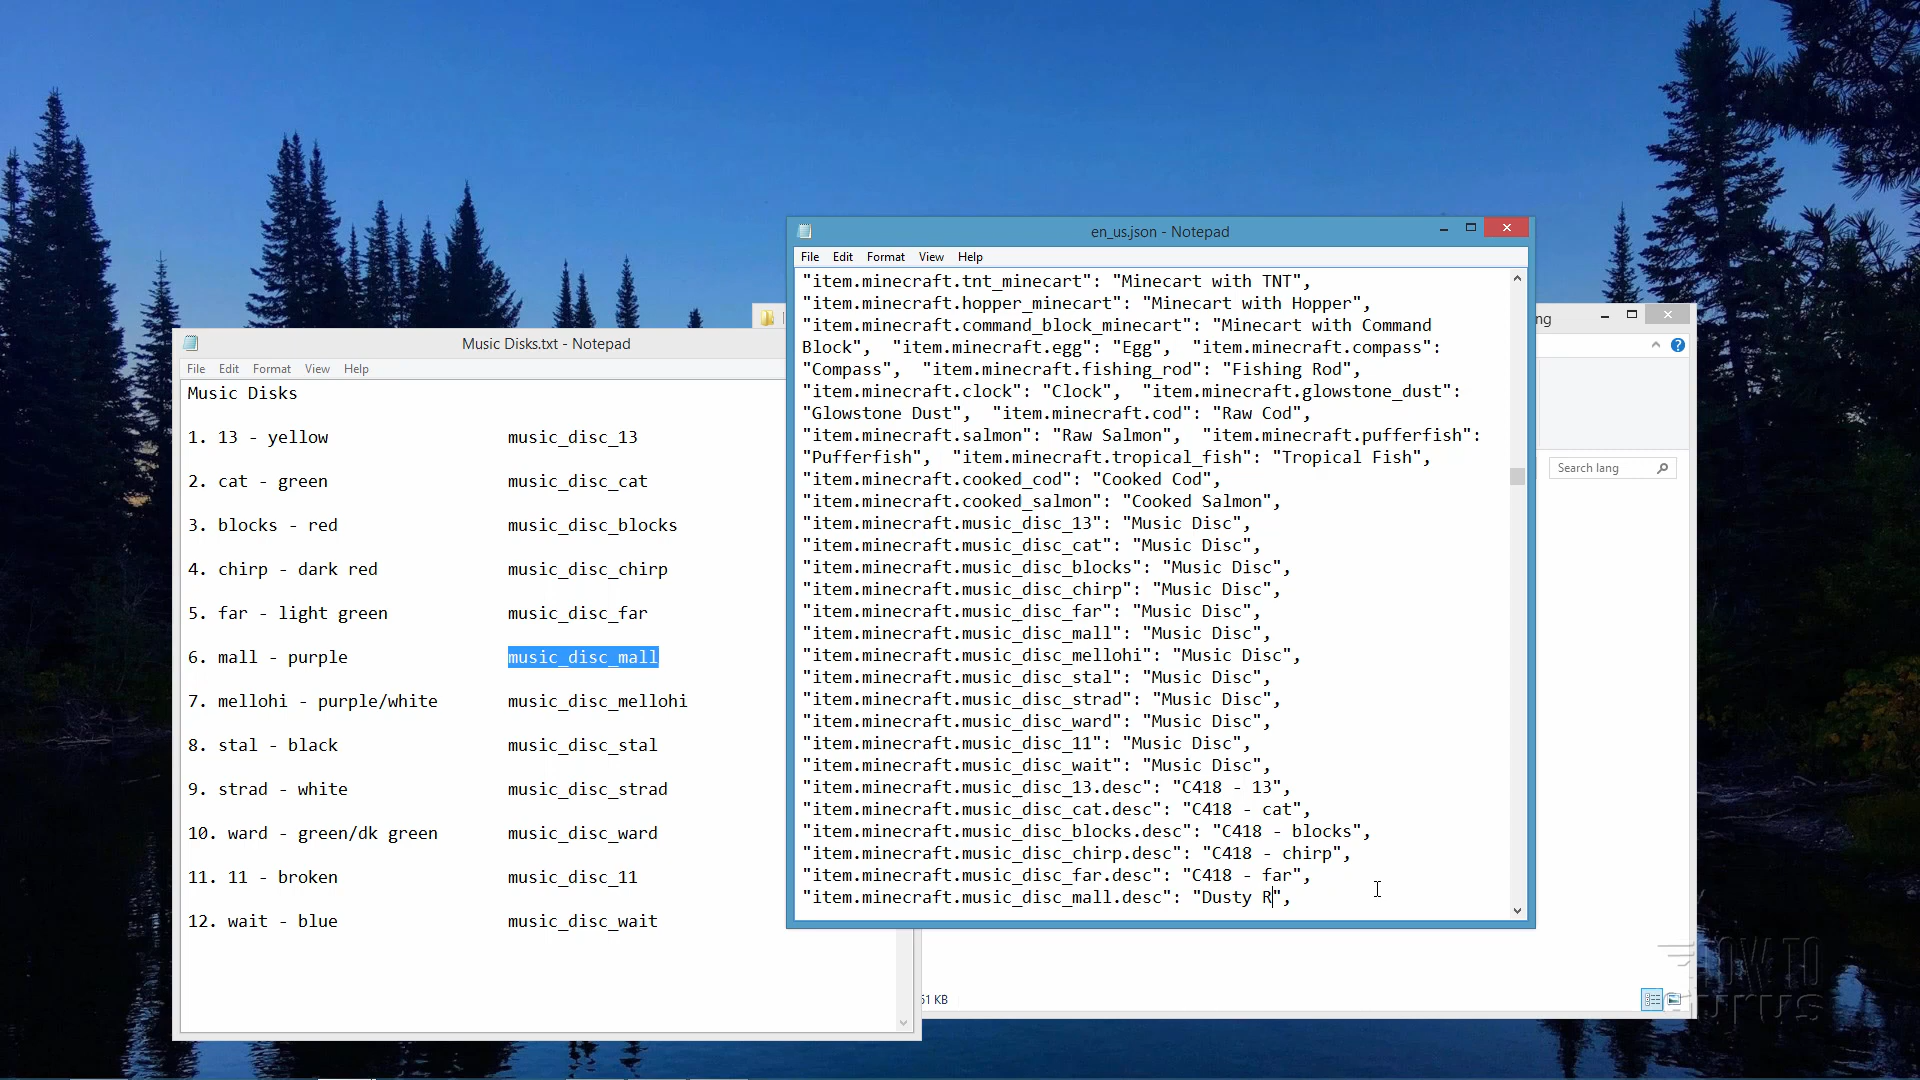 en_us.json - Notepad
File Edit Format View Help
"item.minecraft.tnt_minecart": "Minecart with TNT",
"item.minecraft.hopper_minecart": "Minecart with Hopper",
"item.minecraft.command_block_minecart": "Minecart with Command
Block",  "item.minecraft.egg": "Egg",  "item.minecraft.compass":
"Compass",  "item.minecraft.fishing_rod": "Fishing Rod",
"item.minecraft.clock": "Clock",  "item.minecraft.glowstone_dust":
"Glowstone Dust",  "item.minecraft.cod": "Raw Cod",
"item.minecraft.salmon": "Raw Salmon",  "item.minecraft.pufferfish":
"Pufferfish",  "item.minecraft.tropical_fish": "Tropical Fish",
"item.minecraft.cooked_cod": "Cooked Cod",
"item.minecraft.cooked_salmon": "Cooked Salmon",
"item.minecraft.music_disc_13": "Music Disc",
"item.minecraft.music_disc_cat": "Music Disc",
"item.minecraft.music_disc_blocks": "Music Disc",
"item.minecraft.music_disc_chirp": "Music Disc",
"item.minecraft.music_disc_far": "Music Disc",
"item.minecraft.music_disc_mall": "Music Disc",
"item.minecraft.music_disc_mellohi": "Music Disc",
"item.minecraft.music_disc_stal": "Music Disc",
"item.minecraft.music_disc_strad": "Music Disc",
"item.minecraft.music_disc_ward": "Music Disc",
"item.minecraft.music_disc_11": "Music Disc",
"item.minecraft.music_disc_wait": "Music Disc",
"item.minecraft.music_disc_13.desc": "C418 - 13",
"item.minecraft.music_disc_cat.desc": "C418 - cat",
"item.minecraft.music_disc_blocks.desc": "C418 - blocks",
"item.minecraft.music_disc_chirp.desc": "C418 - chirp",
"item.minecraft.music_disc_far.desc": "C418 - far",
"item.minecraft.music_disc_mall.desc": "Dusty R",
Music Disks.txt - Notepad
File Edit Format View Help
Music Disks
1. 13 - yellow music_disc_13
2. cat - green music_disc_cat
3. blocks - red music_disc_blocks
4. chirp - dark red music_disc_chirp
5. far - light green music_disc_far
6. mall - purple music_disc_mall
7. mellohi - purple/white music_disc_mellohi
8. stal - black music_disc_stal
9. strad - white music_disc_strad
10. ward - green/dk green music_disc_ward
11. 11 - broken music_disc_11
12. wait - blue music_disc_wait
Search lang
KB
HOW TO
GURUS